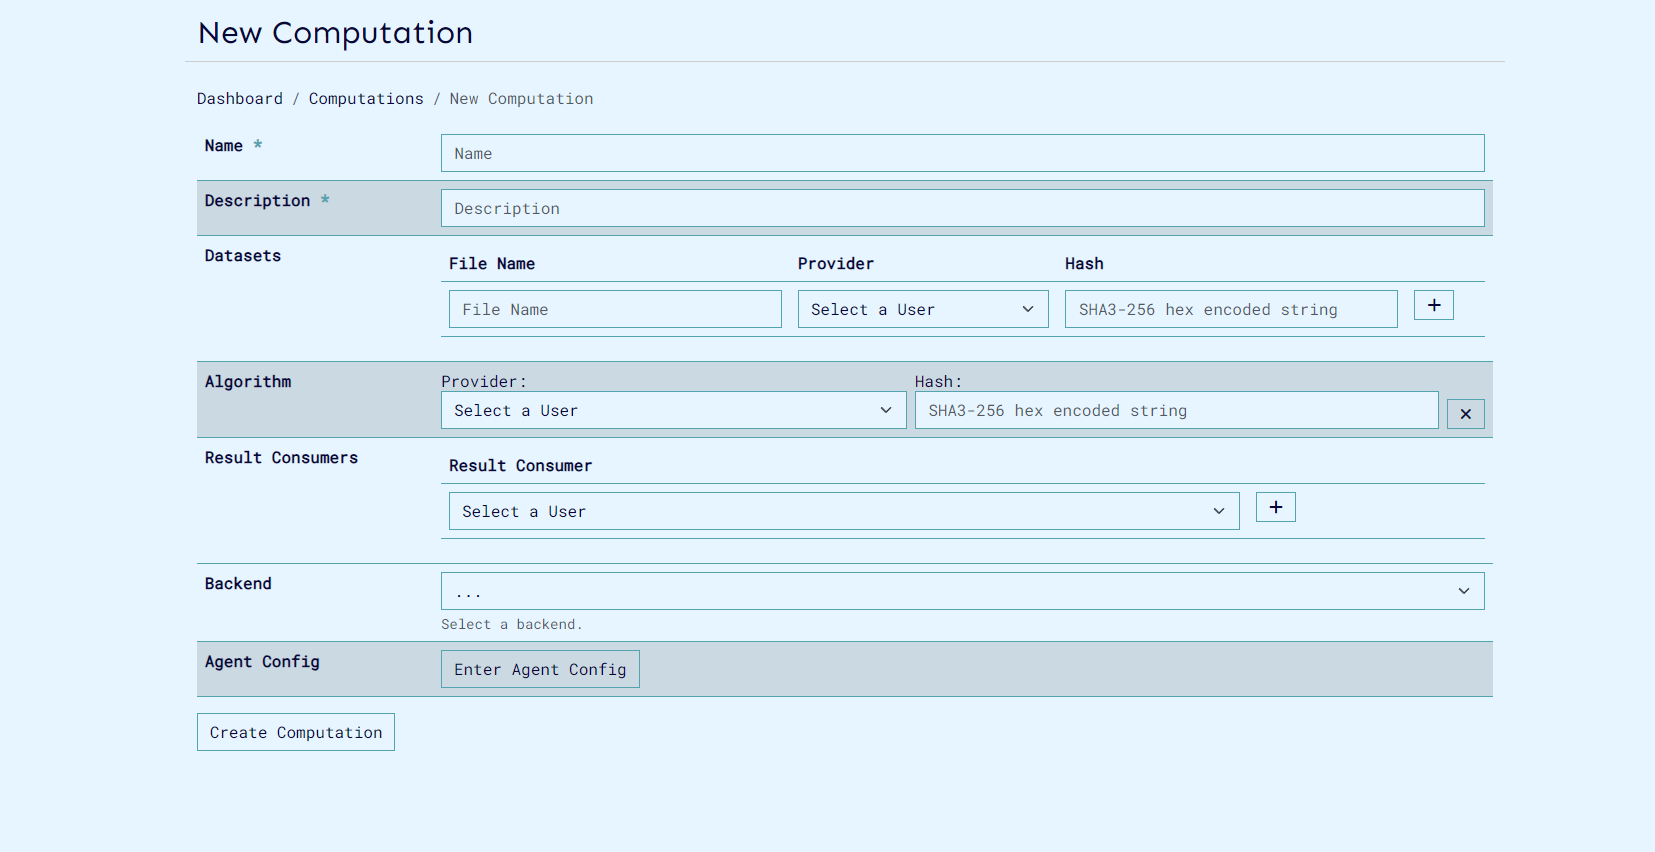 New Computation
Dashboard / Computations / New Computation
Name *
Name
Description *
Description
Datasets
File Name Provider Hash
File Name Select a User SHA3-256 hex encoded string +
Algorithm
Provider: Hash:
Select a User SHA3-256 hex encoded string ×
Result Consumers
Result Consumer
Select a User +
Backend
...
Select a backend.
Agent Config
Enter Agent Config
Create Computation